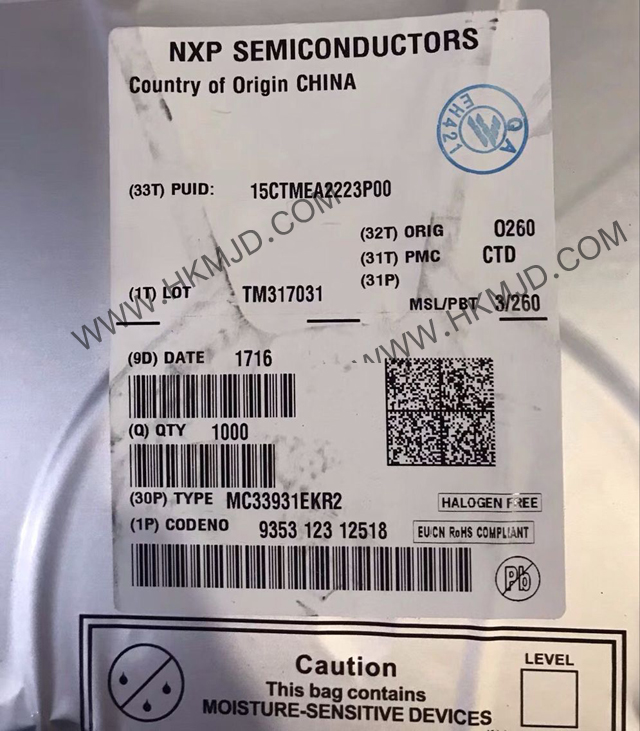 NXP SEMICONDUCTORS
Country of Origin CHINA
EH421 QA
(33T) PUID: 15CTMEA2223P00
(32T) ORIG 0260
(31T) PMC CTD
(31P)
(1T) LOT TM317031
MSL/PBT 3/260
WWW.HKMJD.COM
WWW.HKMJD.COM
(9D) DATE 1716
(Q) QTY 1000
(30P) TYPE MC33931EKR2
HALOGEN FREE
(1P) CODENO 9353 123 12518
EU/CN RoHS COMPLIANT
Pb
Caution
This bag contains
MOISTURE-SENSITIVE DEVICES
LEVEL